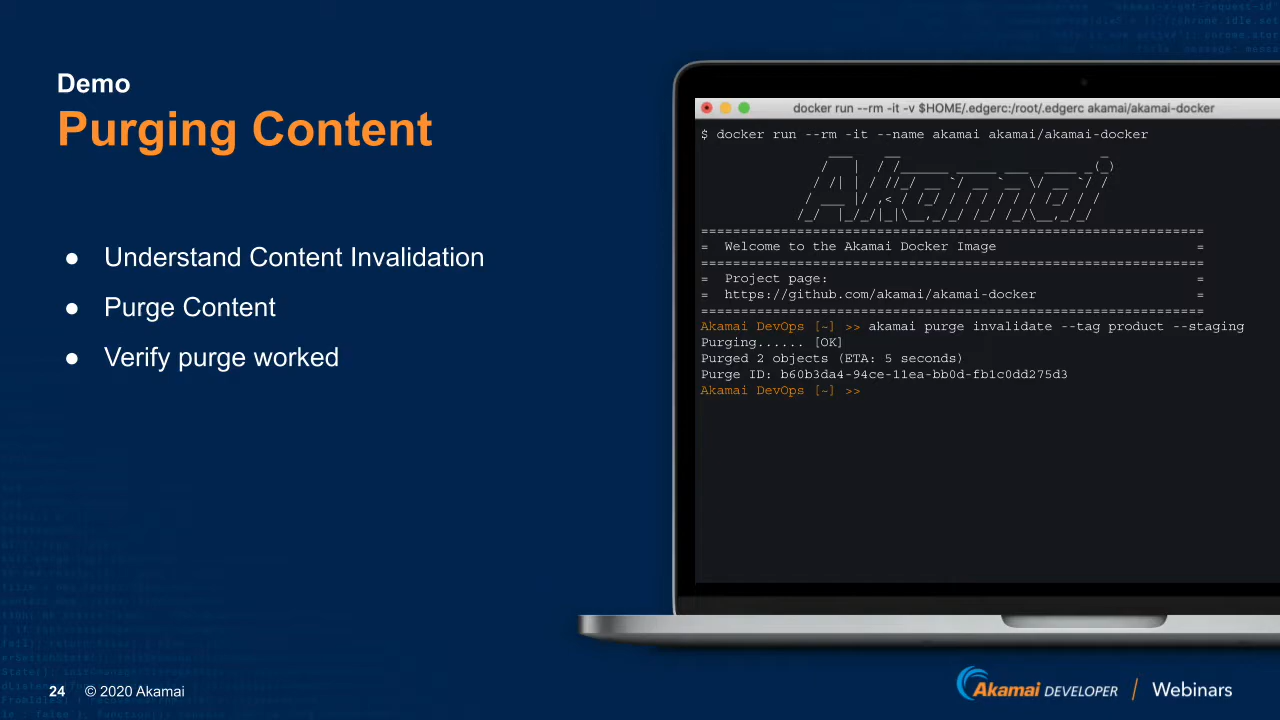 Demo
Purging Content
● Understand Content Invalidation
● Purge Content
● Verify purge worked
docker run --rm -it -v $HOME/.edgerc:/root/.edgerc akamai/akamai-docker
$ docker run --rm -it --name akamai akamai/akamai-docker
Akamai
===============================================================
= Welcome to the Akamai Docker Image =
===============================================================
= Project page: =
= https://github.com/akamai/akamai-docker =
===============================================================
Akamai DevOps [~] >> akamai purge invalidate --tag product --staging
Purging...... [OK]
Purged 2 objects (ETA: 5 seconds)
Purge ID: b60b3da4-94ce-11ea-bb0d-fb1c0dd275d3
Akamai DevOps [~] >>
24 © 2020 Akamai
Akamai DEVELOPER / Webinars